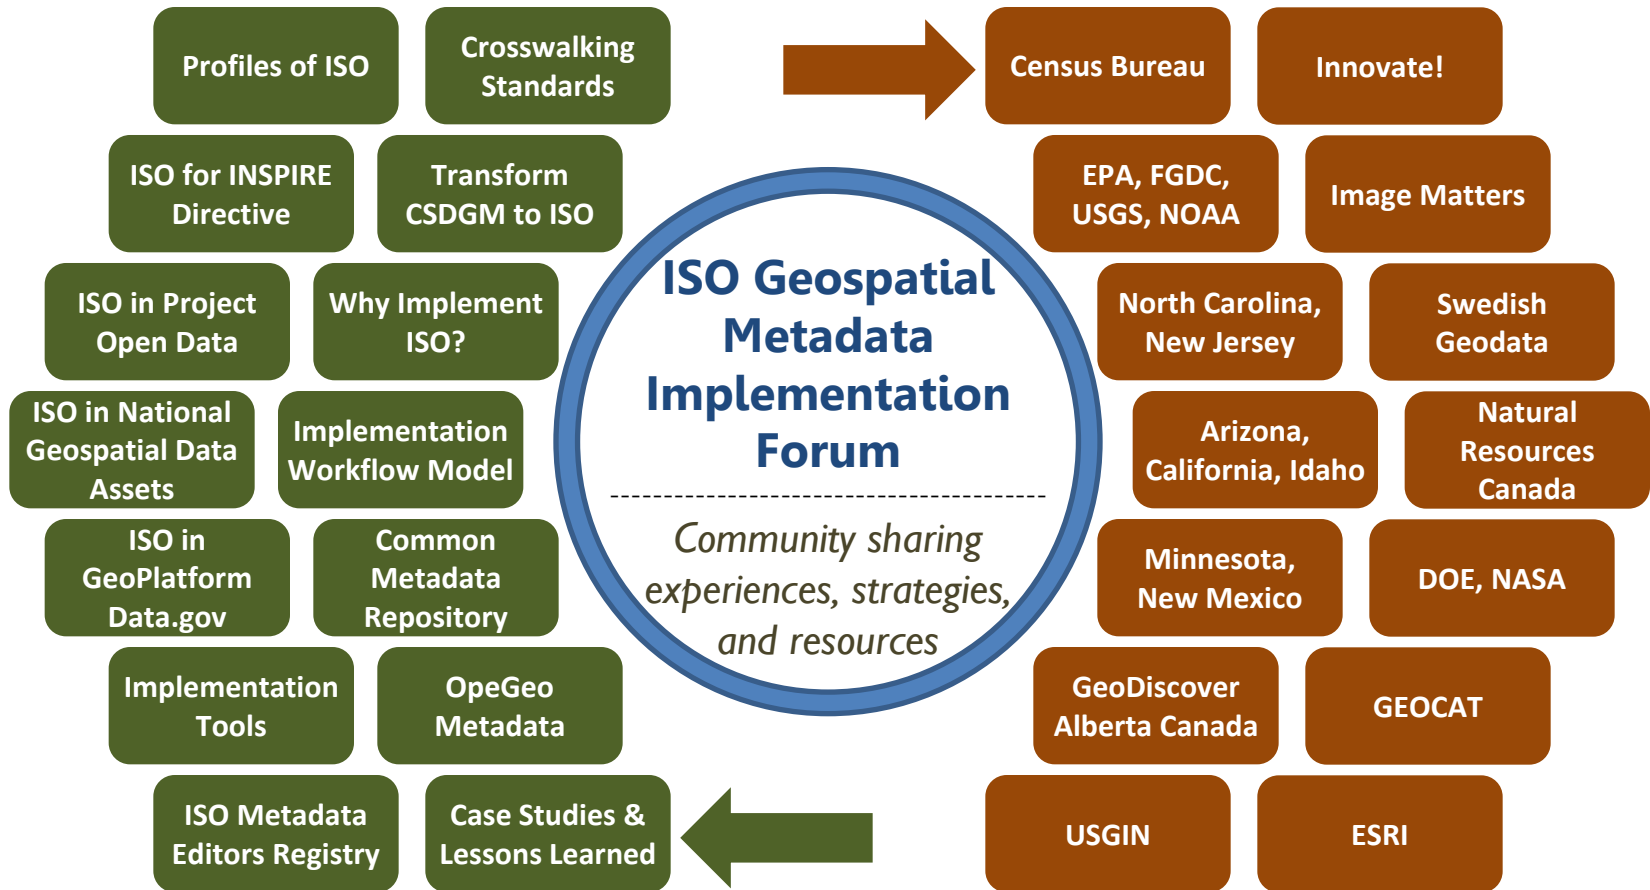 Profiles of ISO
Crosswalking
Standards
ISO for INSPIRE
Directive
Transform
CSDGM to ISO
ISO in Project
Open Data
Why Implement
ISO?
ISO in National
Geospatial Data
Assets
Implementation
Workflow Model
ISO in
GeoPlatform
Data.gov
Common
Metadata
Repository
Implementation
Tools
OpeGeo
Metadata
ISO Metadata
Editors Registry
Case Studies &
Lessons Learned
ISO Geospatial
Metadata
Implementation
Forum
Community sharing
experiences, strategies,
and resources
Census Bureau
Innovate!
EPA, FGDC,
USGS, NOAA
Image Matters
North Carolina,
New Jersey
Swedish
Geodata
Arizona,
California, Idaho
Natural
Resources
Canada
Minnesota,
New Mexico
DOE, NASA
GeoDiscover
Alberta Canada
GEOCAT
USGIN
ESRI